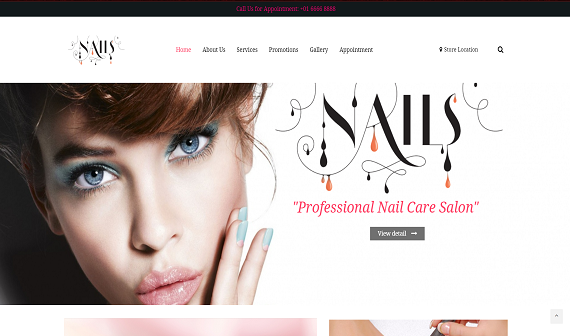 Call Us for Appointment: +01 8888 8888
NAILS
Home About Us Services Promotions Gallery Appointment
Store Location
NAILS
"Professional Nail Care Salon"
View detail